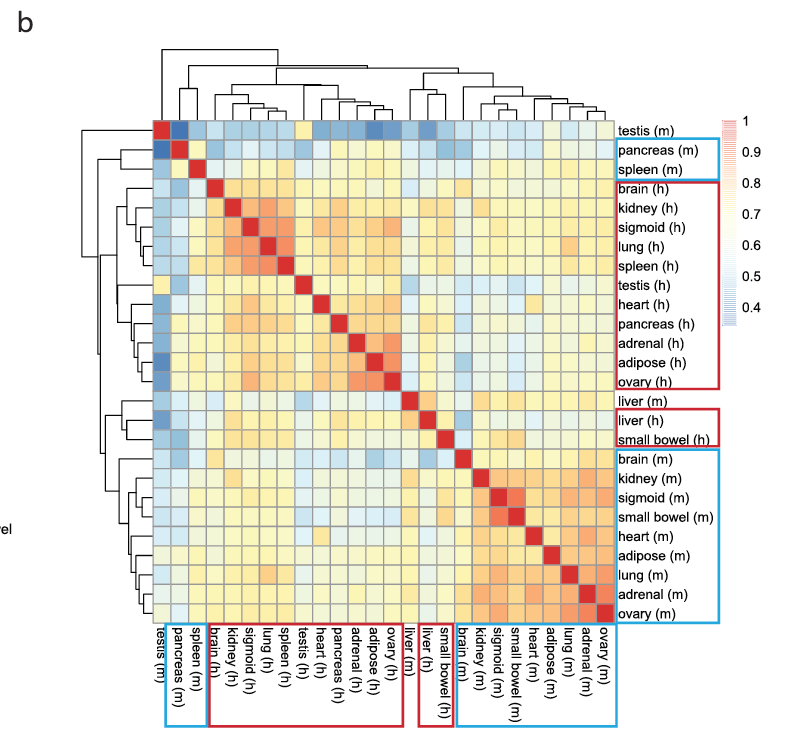 b
testis (m)
pancreas (m)
spleen (m)
brain (h)
kidney (h)
sigmoid (h)
lung (h)
spleen (h)
testis (h)
heart (h)
pancreas (h)
adrenal (h)
adipose (h)
ovary (h)
liver (m)
liver (h)
small bowel (h)
brain (m)
kidney (m)
sigmoid (m)
small bowel (m)
heart (m)
adipose (m)
lung (m)
adrenal (m)
ovary (m)
1
0.9
0.8
0.7
0.6
0.5
0.4
el
testis (m)
pancreas (m)
spleen (m)
brain (h)
kidney (h)
sigmoid (h)
lung (h)
spleen (h)
testis (h)
heart (h)
pancreas (h)
adrenal (h)
adipose (h)
ovary (h)
liver (m)
liver (h)
small bowel (h)
brain (m)
kidney (m)
sigmoid (m)
small bowel (m)
heart (m)
adipose (m)
lung (m)
adrenal (m)
ovary (m)